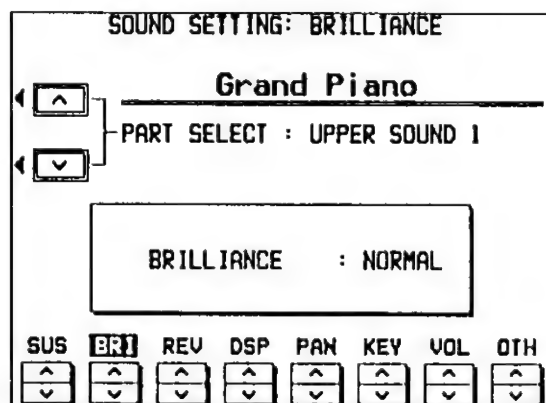 SOUND SETTING: BRILLIANCE
Grand Piano
PART SELECT : UPPER SOUND 1
BRILLIANCE : NORMAL
SUS BRI REV DSP PAN KEY VOL OTH